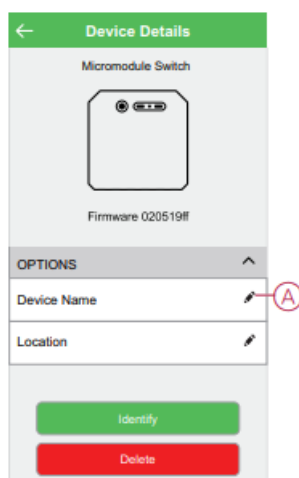 Device Details
Micromodule Switch
Firmware 020519ff
OPTIONS
Device Name
A
Location
Identify
Delete